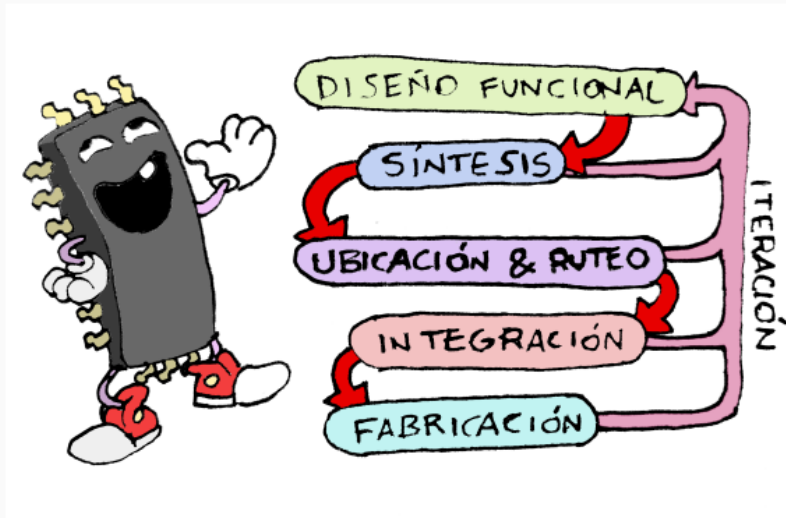 DISEÑO FUNCIONAL
SÍNTESIS
UBICACIÓN & RUTEO
INTEGRACIÓN
FABRICACIÓN
ITERACIÓN